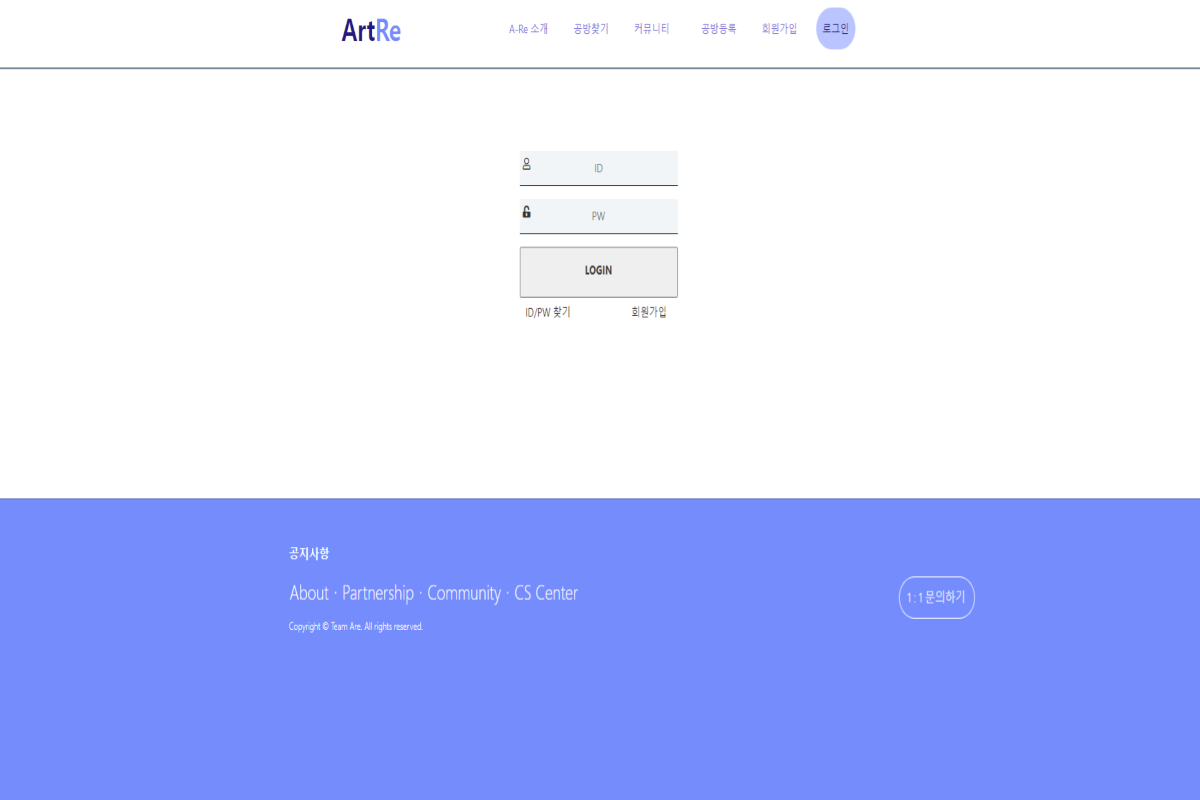 ArtRe
A-Re 소개 공방찾기 커뮤니티 공방등록 회원가입 로그인
ID
PW
LOGIN
ID/PW 찾기 회원가입
공지사항
About · Partnership · Community · CS Center
1:1문의하기
Copyright © Team Are. All rights reserved.